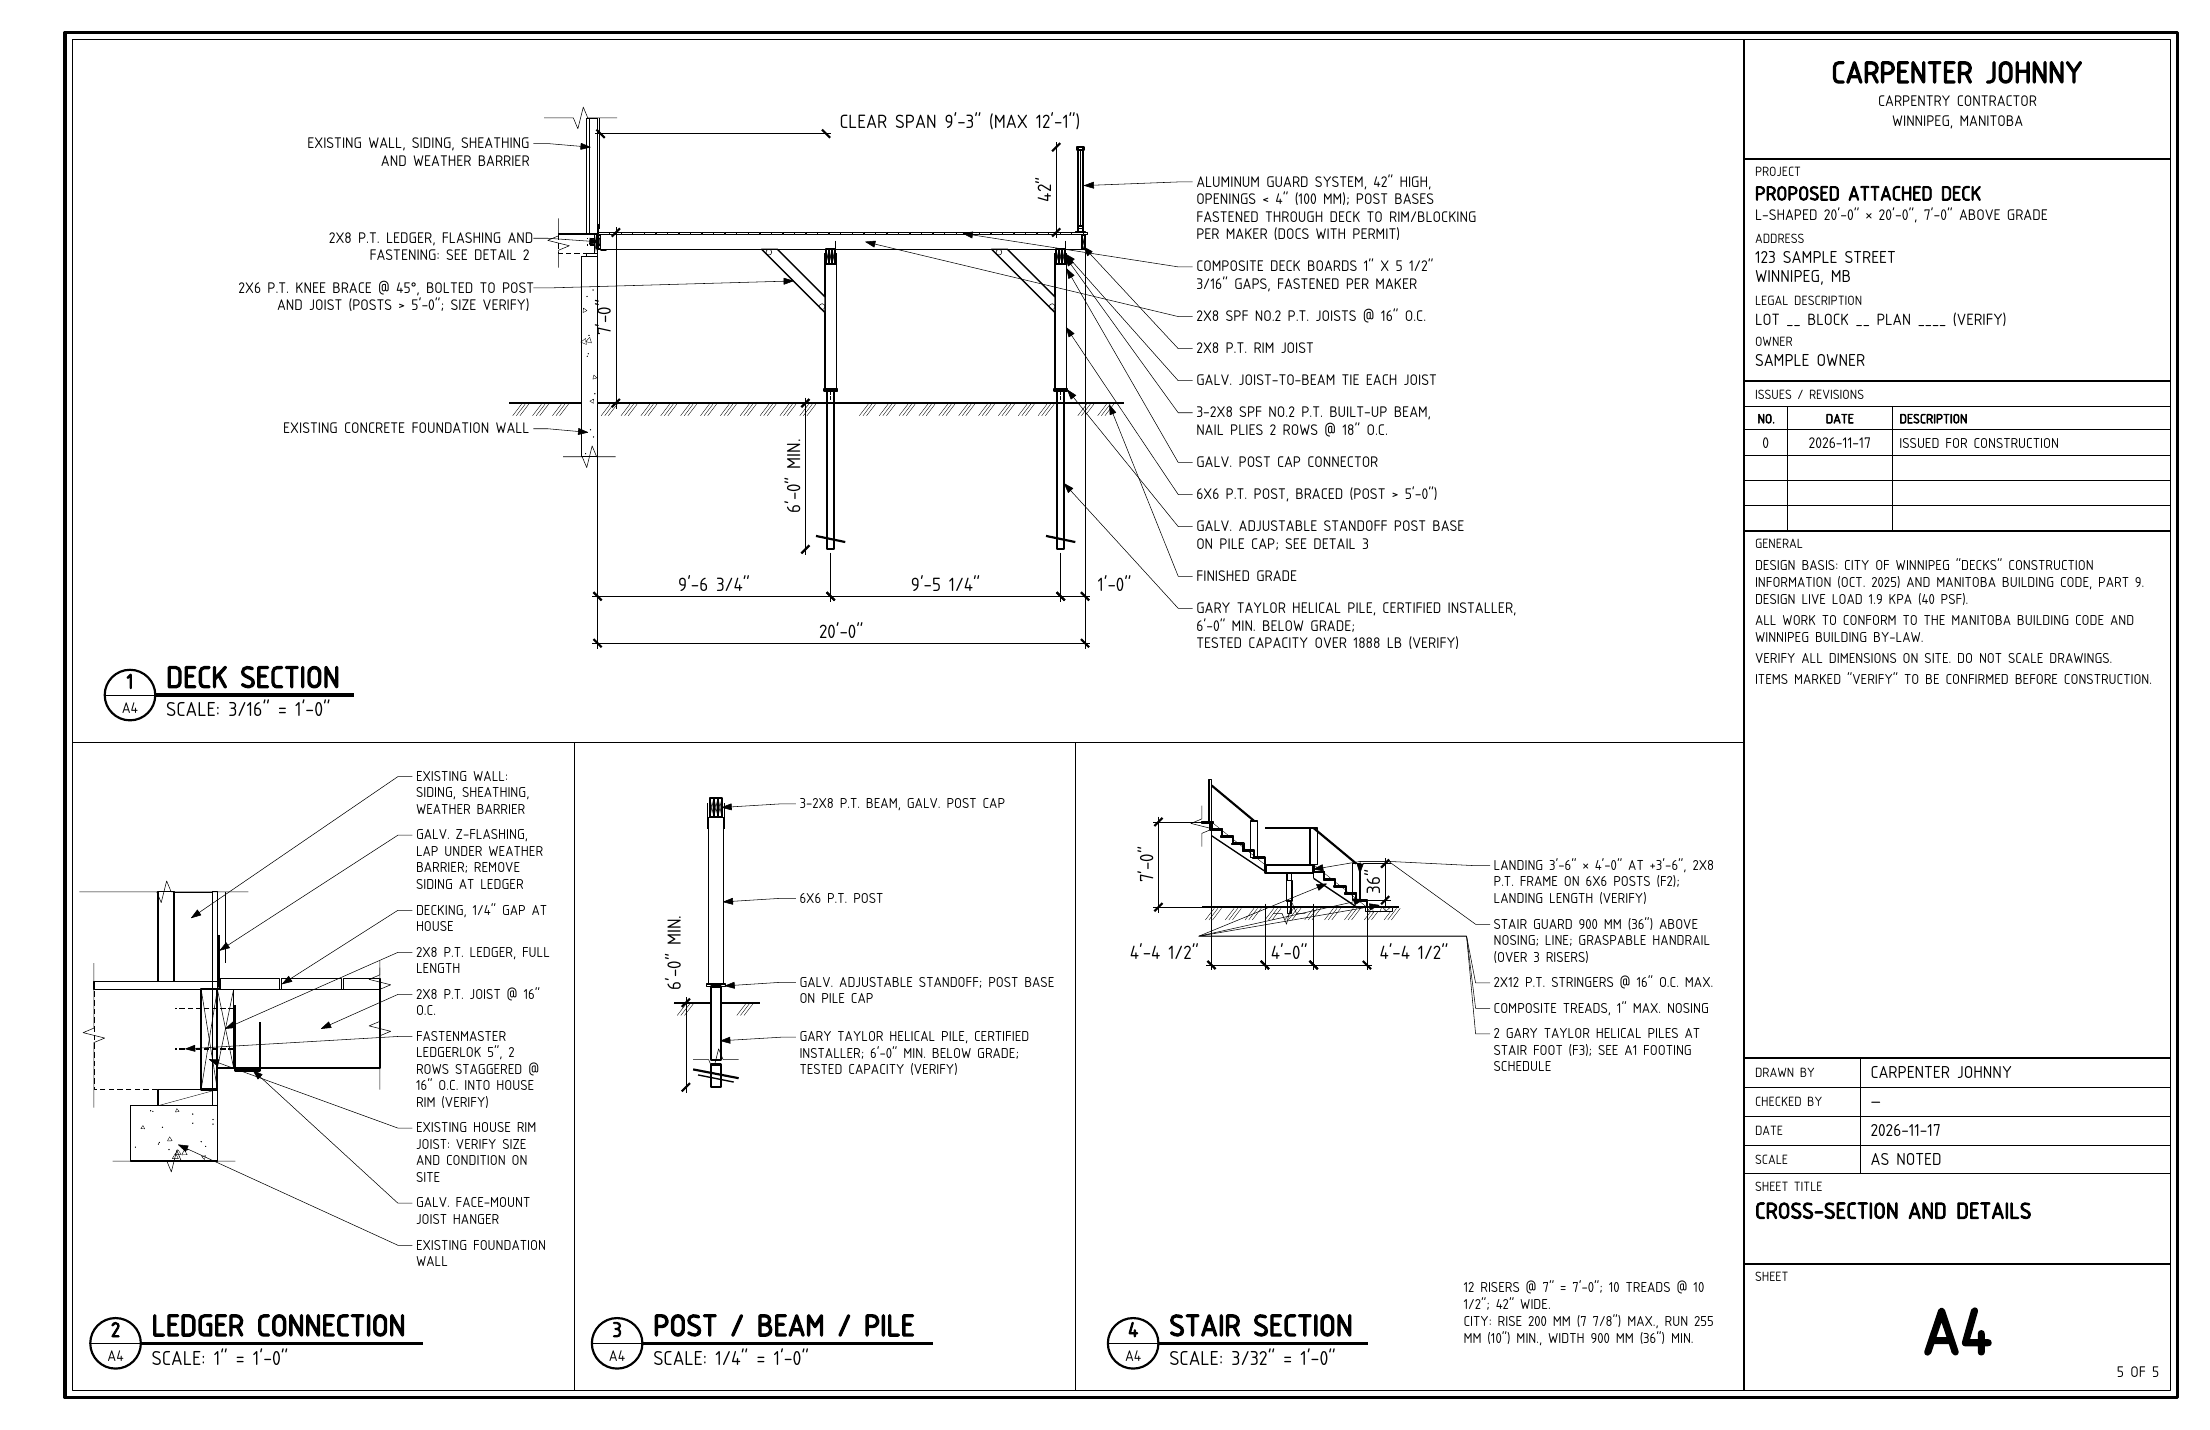 CLEAR SPAN 9'-3" (MAX 12'-1")
EXISTING WALL, SIDING, SHEATHING
AND WEATHER BARRIER
2X8 P.T. LEDGER, FLASHING AND
FASTENING: SEE DETAIL 2
2X6 P.T. KNEE BRACE @ 45°, BOLTED TO POST
AND JOIST (POSTS > 5'-0"; SIZE VERIFY)
EXISTING CONCRETE FOUNDATION WALL
42"
7'-0"
6'-0" MIN.
9'-6 3/4"
9'-5 1/4"
1'-0"
20'-0"
ALUMINUM GUARD SYSTEM, 42" HIGH,
OPENINGS < 4" (100 MM); POST BASES
FASTENED THROUGH DECK TO RIM/BLOCKING
PER MAKER (DOCS WITH PERMIT)
COMPOSITE DECK BOARDS 1" X 5 1/2"
3/16" GAPS, FASTENED PER MAKER
2X8 SPF NO.2 P.T. JOISTS @ 16" O.C.
2X8 P.T. RIM JOIST
GALV. JOIST-TO-BEAM TIE EACH JOIST
3-2X8 SPF NO.2 P.T. BUILT-UP BEAM,
NAIL PLIES 2 ROWS @ 18" O.C.
GALV. POST CAP CONNECTOR
6X6 P.T. POST, BRACED (POST > 5'-0")
GALV. ADJUSTABLE STANDOFF POST BASE
ON PILE CAP; SEE DETAIL 3
FINISHED GRADE
GARY TAYLOR HELICAL PILE, CERTIFIED INSTALLER,
6'-0" MIN. BELOW GRADE;
TESTED CAPACITY OVER 1888 LB (VERIFY)
1
A4
DECK SECTION
SCALE: 3/16" = 1'-0"
EXISTING WALL:
SIDING, SHEATHING,
WEATHER BARRIER
GALV. Z-FLASHING,
LAP UNDER WEATHER
BARRIER; REMOVE
SIDING AT LEDGER
DECKING, 1/4" GAP AT
HOUSE
2X8 P.T. LEDGER, FULL
LENGTH
2X8 P.T. JOIST @ 16"
O.C.
FASTENMASTER
LEDGERLOK 5", 2
ROWS STAGGERED @
16" O.C. INTO HOUSE
RIM (VERIFY)
EXISTING HOUSE RIM
JOIST: VERIFY SIZE
AND CONDITION ON
SITE
GALV. FACE-MOUNT
JOIST HANGER
EXISTING FOUNDATION
WALL
2
A4
LEDGER CONNECTION
SCALE: 1" = 1'-0"
3-2X8 P.T. BEAM, GALV. POST CAP
6X6 P.T. POST
6'-0" MIN.
GALV. ADJUSTABLE STANDOFF; POST BASE
ON PILE CAP
GARY TAYLOR HELICAL PILE, CERTIFIED
INSTALLER; 6'-0" MIN. BELOW GRADE;
TESTED CAPACITY (VERIFY)
3
A4
POST / BEAM / PILE
SCALE: 1/4" = 1'-0"
7'-0"
36"
4'-4 1/2"
4'-0"
4'-4 1/2"
LANDING 3'-6" × 4'-0" AT +3'-6", 2X8
P.T. FRAME ON 6X6 POSTS (F2);
LANDING LENGTH (VERIFY)
STAIR GUARD 900 MM (36") ABOVE
NOSING; LINE; GRASPABLE HANDRAIL
(OVER 3 RISERS)
2X12 P.T. STRINGERS @ 16" O.C. MAX.
COMPOSITE TREADS, 1" MAX. NOSING
2 GARY TAYLOR HELICAL PILES AT
STAIR FOOT (F3); SEE A1 FOOTING
SCHEDULE
12 RISERS @ 7" = 7'-0"; 10 TREADS @ 10
1/2"; 42" WIDE.
CITY: RISE 200 MM (7 7/8") MAX., RUN 255
MM (10") MIN., WIDTH 900 MM (36") MIN.
4
A4
STAIR SECTION
SCALE: 3/32" = 1'-0"
CARPENTER JOHNNY
CARPENTRY CONTRACTOR
WINNIPEG, MANITOBA
PROJECT
PROPOSED ATTACHED DECK
L-SHAPED 20'-0" × 20'-0", 7'-0" ABOVE GRADE
ADDRESS
123 SAMPLE STREET
WINNIPEG, MB
LEGAL DESCRIPTION
LOT __ BLOCK __ PLAN ____ (VERIFY)
OWNER
SAMPLE OWNER
ISSUES / REVISIONS
NO. DATE DESCRIPTION
0 2026-11-17 ISSUED FOR CONSTRUCTION
GENERAL
DESIGN BASIS: CITY OF WINNIPEG "DECKS" CONSTRUCTION
INFORMATION (OCT. 2025) AND MANITOBA BUILDING CODE, PART 9.
DESIGN LIVE LOAD 1.9 KPA (40 PSF).
ALL WORK TO CONFORM TO THE MANITOBA BUILDING CODE AND
WINNIPEG BUILDING BY-LAW.
VERIFY ALL DIMENSIONS ON SITE. DO NOT SCALE DRAWINGS.
ITEMS MARKED "VERIFY" TO BE CONFIRMED BEFORE CONSTRUCTION.
DRAWN BY CARPENTER JOHNNY
CHECKED BY —
DATE 2026-11-17
SCALE AS NOTED
SHEET TITLE
CROSS-SECTION AND DETAILS
SHEET
A4
5 OF 5